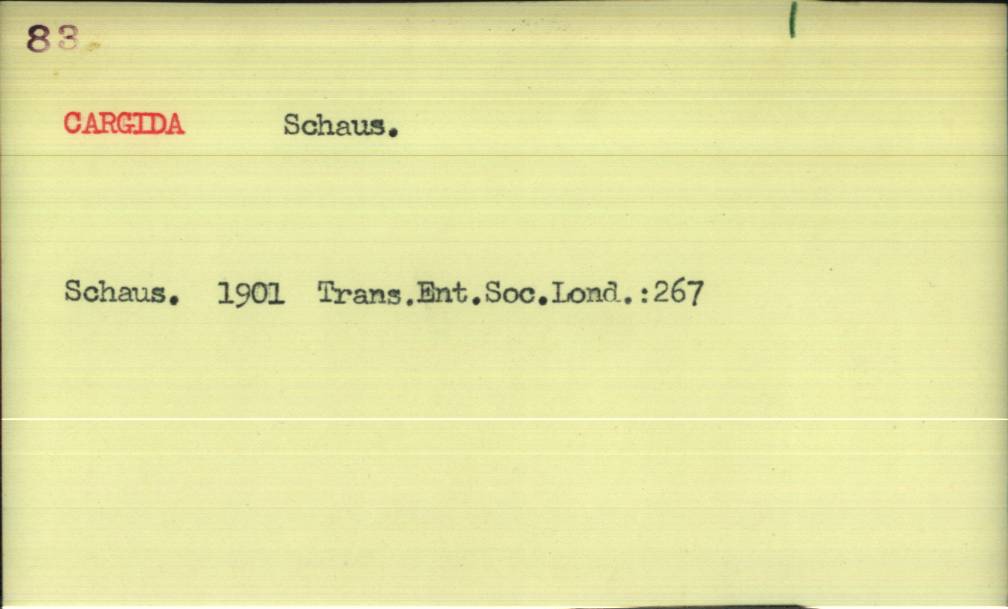 83
CARGIDA Schaus.
Schaus. 1901 Trans.Ent.Soc.Lond.:267